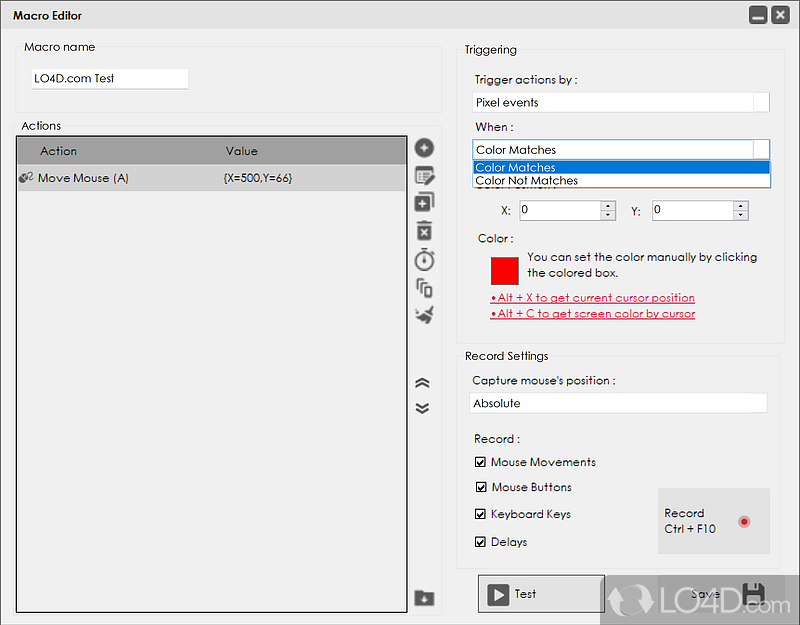 Macro Editor
Macro name
LO4D.com Test
Actions
Action Value
Move Mouse (A) {X=500,Y=66}
Triggering
Trigger actions by :
Pixel events
When :
Color Matches
Color Matches
Color Not Matches
X: 0 Y: 0
Color :
You can set the color manually by clicking
the colored box.
•Alt + X to get current cursor position
•Alt + C to get screen color by cursor
Record Settings
Capture mouse's position :
Absolute
Record :
Mouse Movements
Mouse Buttons
Keyboard Keys
Delays
Record
Ctrl + F10
Test
Save
LO4D.com